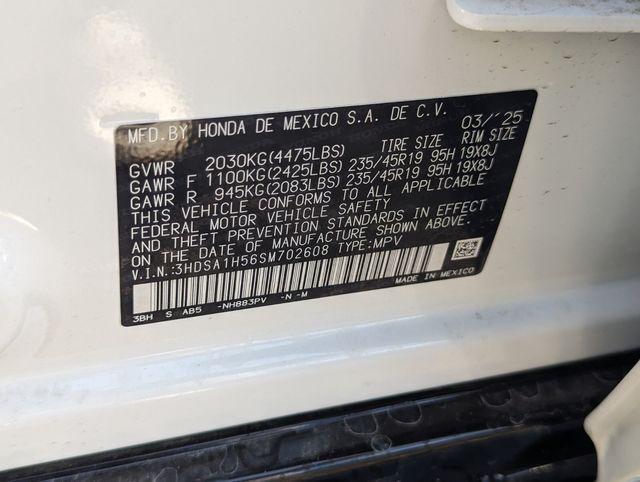 MFD.BY HONDA DE MEXICO S.A. DE C.V. 03/'25
GVWR 2030KG(4475LBS) TIRE SIZE RIM SIZE
GAWR F 1100KG(2425LBS) 235/45R19 95H 19X8J
GAWR R 945KG(2083LBS) 235/45R19 95H 19X8J
THIS VEHICLE CONFORMS TO ALL APPLICABLE
FEDERAL MOTOR VEHICLE SAFETY
AND THEFT PREVENTION STANDARDS IN EFFECT
ON THE DATE OF MANUFACTURE SHOWN ABOVE.
V.I.N:3HDSA1H56SM702608 TYPE:MPV
MADE IN MEXICO
3BH S AB5 -NH883PV -N -M